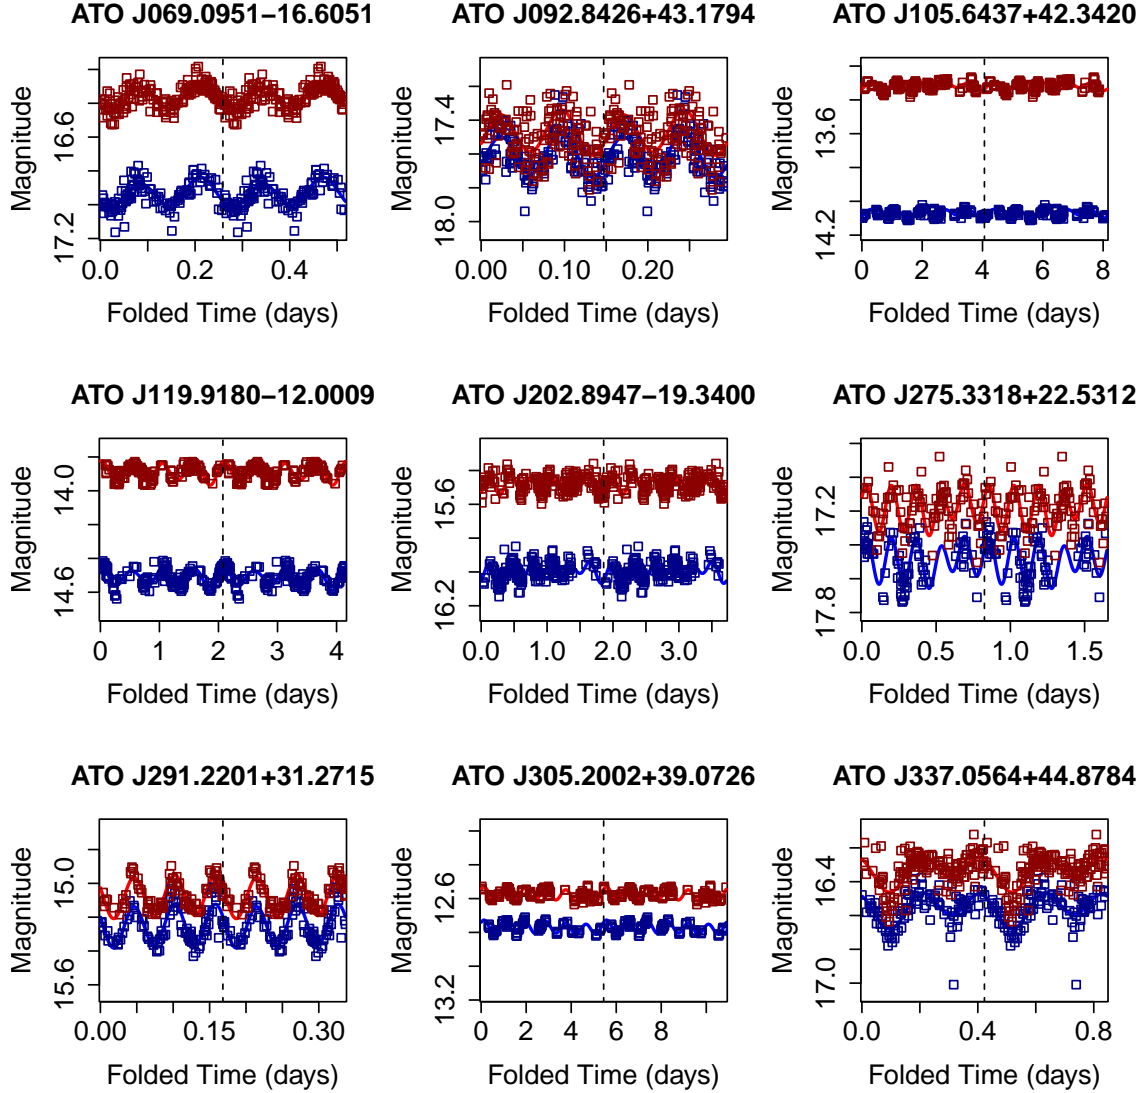 ATO J069.0951−16.6051
Magnitude
16.6
17.2
0.0 0.2 0.4
Folded Time (days)
ATO J092.8426+43.1794
Magnitude
17.4
18.0
0.00 0.10 0.20
Folded Time (days)
ATO J105.6437+42.3420
Magnitude
13.6
14.2
0 2 4 6 8
Folded Time (days)
ATO J119.9180−12.0009
Magnitude
14.0
14.6
0 1 2 3 4
Folded Time (days)
ATO J202.8947−19.3400
Magnitude
15.6
16.2
0.0 1.0 2.0 3.0
Folded Time (days)
ATO J275.3318+22.5312
Magnitude
17.2
17.8
0.0 0.5 1.0 1.5
Folded Time (days)
ATO J291.2201+31.2715
Magnitude
15.0
15.6
0.00 0.15 0.30
Folded Time (days)
ATO J305.2002+39.0726
Magnitude
12.6
13.2
0 2 4 6 8
Folded Time (days)
ATO J337.0564+44.8784
Magnitude
16.4
17.0
0.0 0.4 0.8
Folded Time (days)